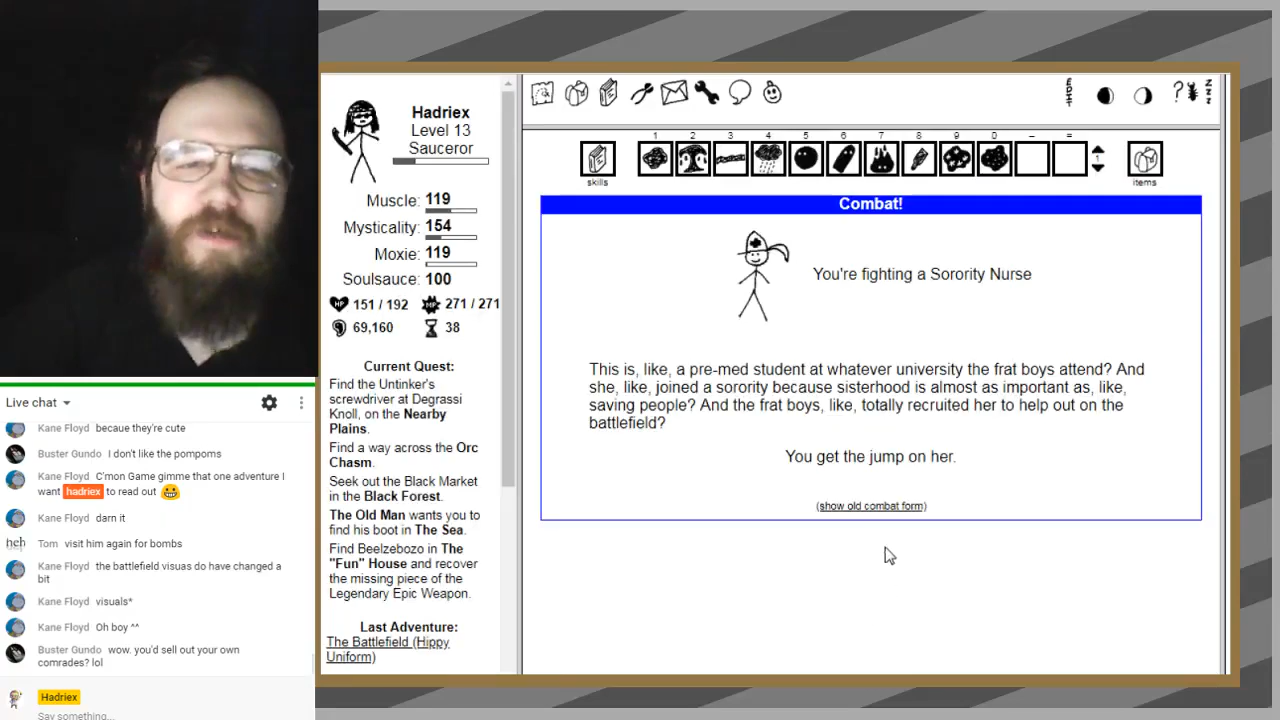 Live chat
Kane Floyd becaue they're cute
Buster Gundo I don't like the pompoms
Kane Floyd C'mon Game gimme that one adventure I
want hadriex to read out
Kane Floyd darn it
heh
Tom visit him again for bombs
Kane Floyd the battlefield visuas do have changed a
bit
Kane Floyd visuals*
Kane Floyd Oh boy ^^
Buster Gundo wow. you'd sell out your own
comrades? lol
Hadriex
Say something...
Hadriex
Level 13
Sauceror
Muscle: 119
Mysticality: 154
Moxie: 119
Soulsauce: 100
HP 151 / 192 MP 271 / 271
69,160 38
Current Quest:
Find the Untinker's
screwdriver at Degrassi
Knoll, on the Nearby
Plains.
Find a way across the Orc
Chasm.
Seek out the Black Market
in the Black Forest.
The Old Man wants you to
find his boot in The Sea.
Find Beelzebozo in The
"Fun" House and recover
the missing piece of the
Legendary Epic Weapon.
Last Adventure:
The Battlefield (Hippy
Uniform)
EDIT
? Zzz
1 2 3 4 5 6 7 8 9 0 – =
1
skills
items
Combat!
You're fighting a Sorority Nurse
This is, like, a pre-med student at whatever university the frat boys attend? And
she, like, joined a sorority because sisterhood is almost as important as, like,
saving people? And the frat boys, like, totally recruited her to help out on the
battlefield?
You get the jump on her.
(show old combat form)